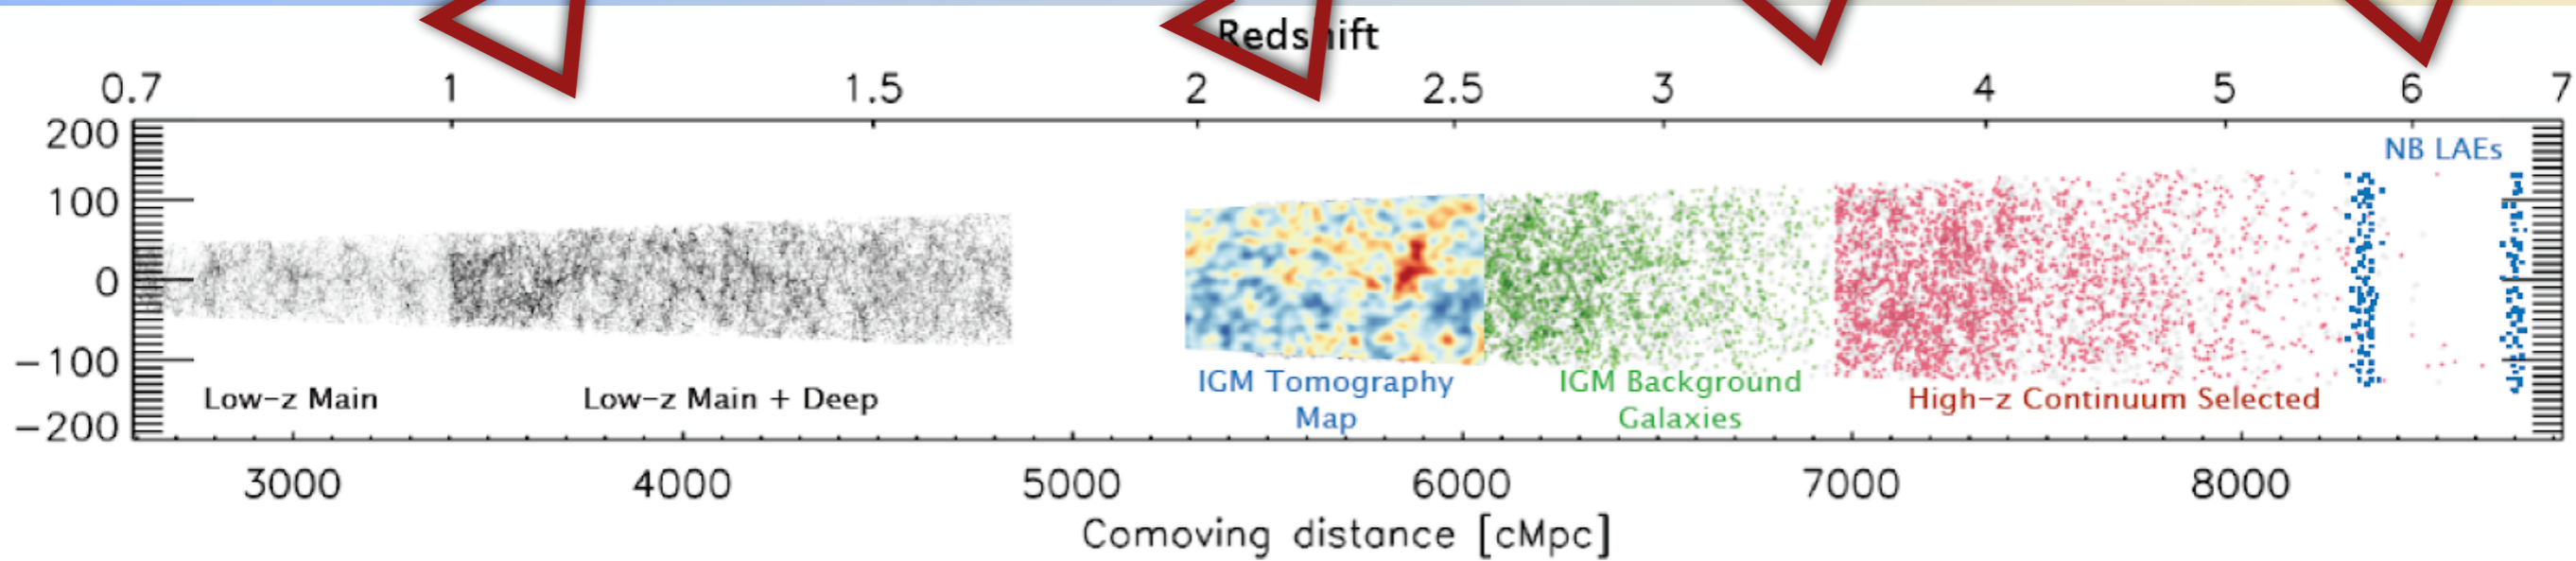 Redshift
0.7 1 1.5 2 2.5 3 4 5 6 7
200
NB LAEs
100
0
-100
IGM Tomography IGM Background
Low-z Main Low-z Main + Deep High-z Continuum Selected
Map Galaxies
-200
3000 4000 5000 6000 7000 8000
Comoving distance [cMpc]